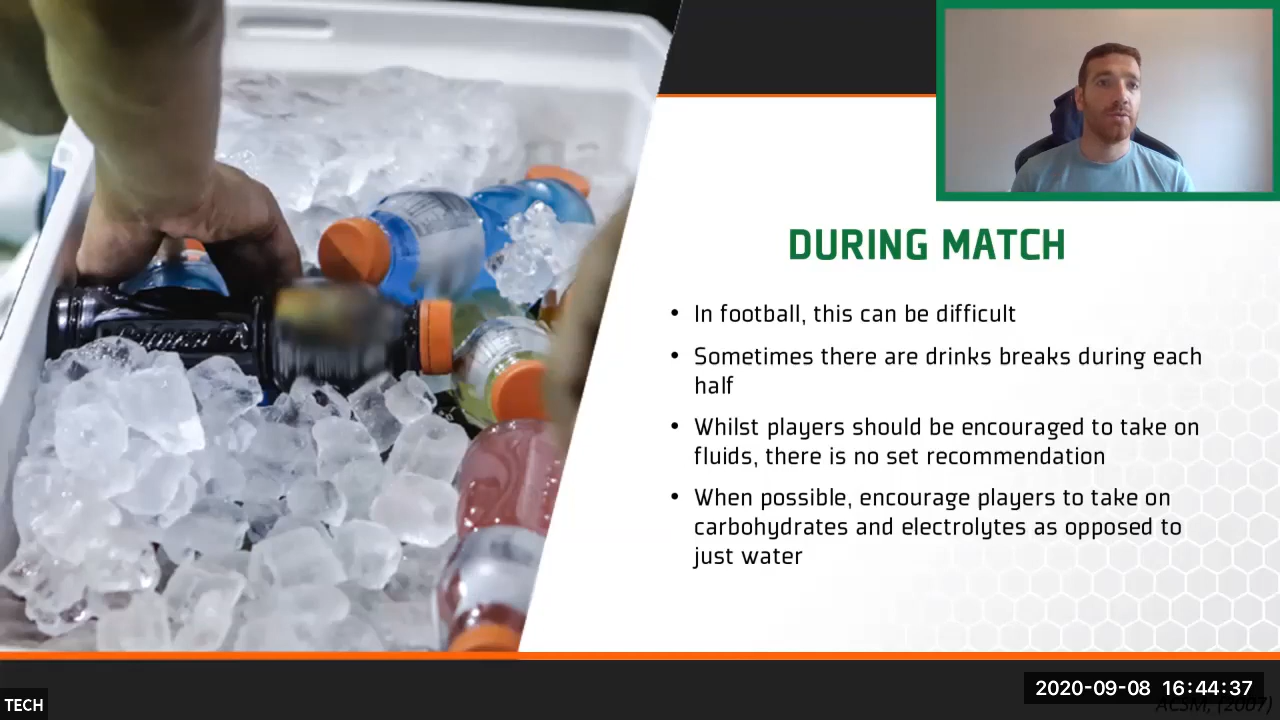 DURING MATCH
• In football, this can be difficult
• Sometimes there are drinks breaks during each
half
• Whilst players should be encouraged to take on
fluids, there is no set recommendation
• When possible, encourage players to take on
carbohydrates and electrolytes as opposed to
just water
2020-09-08 16:44:37
TECH
ACSM, (2007)